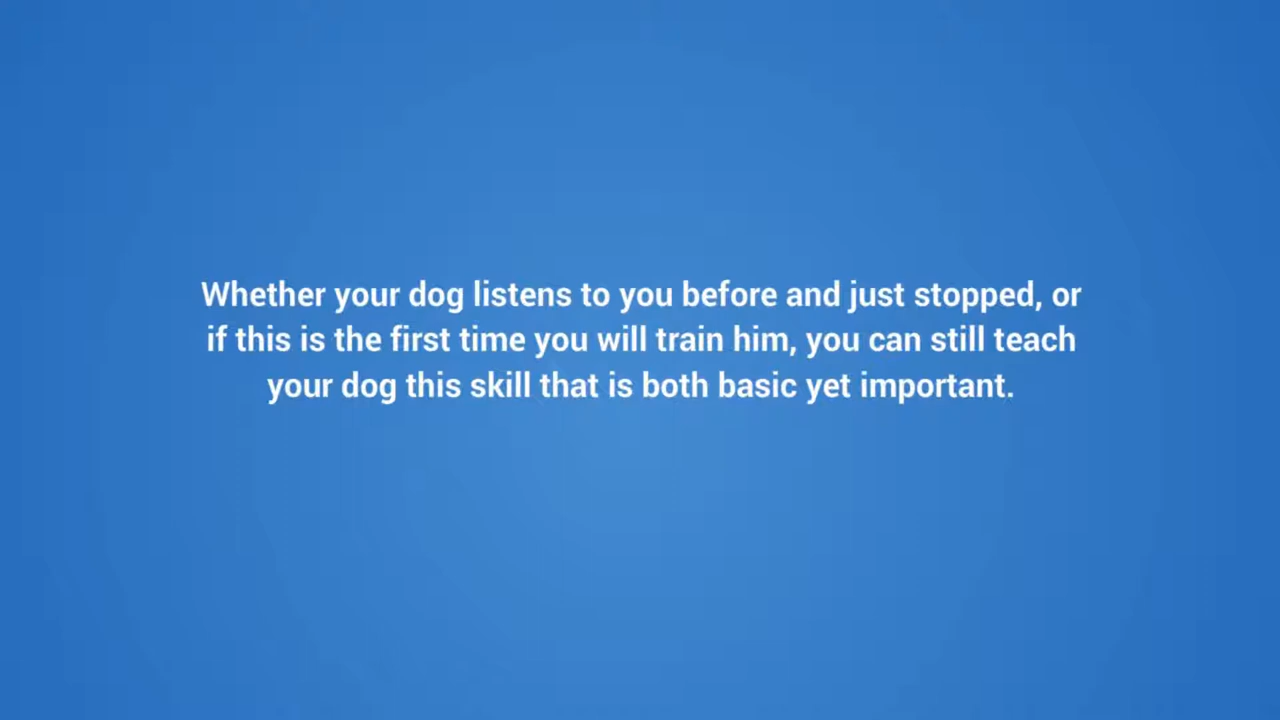 Whether your dog listens to you before and just stopped, or
if this is the first time you will train him, you can still teach
your dog this skill that is both basic yet important.